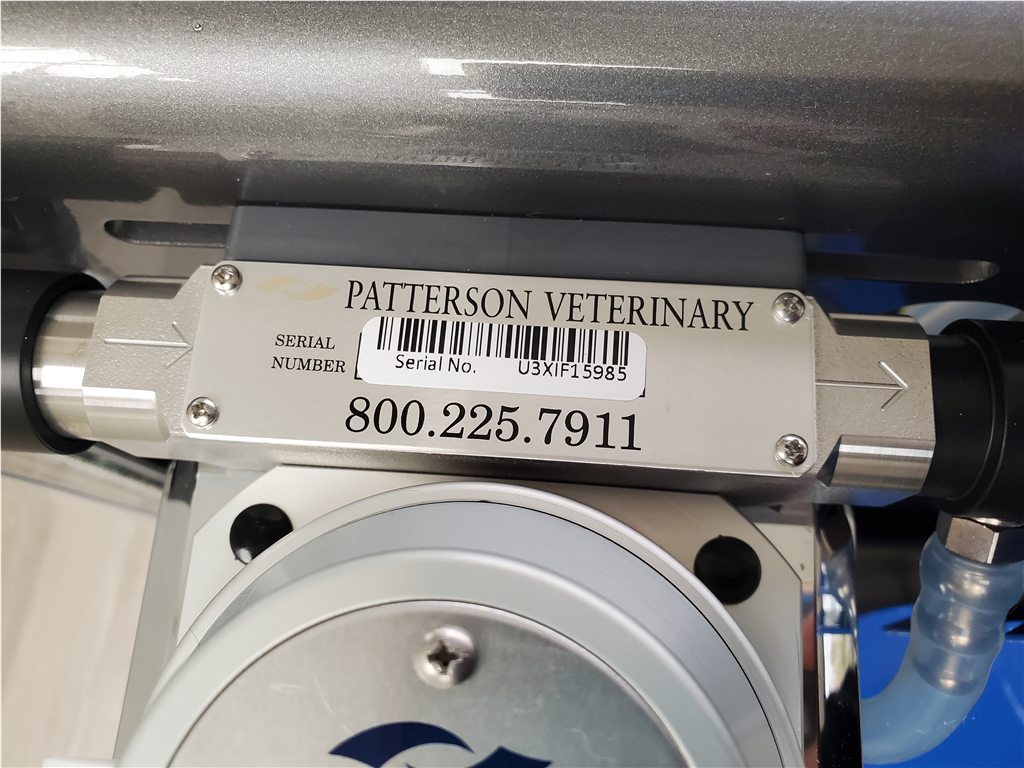 PATTERSON VETERINARY
SERIAL
NUMBER
Serial No. U3XIF15985
800.225.7911